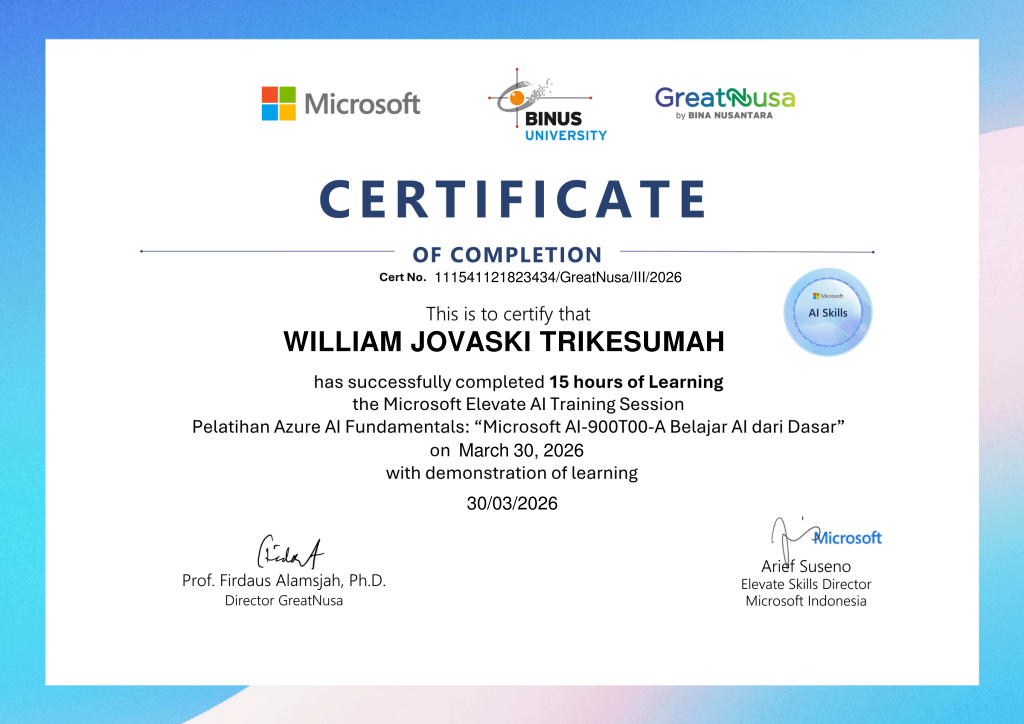 Microsoft
BINUS
UNIVERSITY
GreatNusa
by BINA NUSANTARA
CERTIFICATE
OF COMPLETION
Cert No. 111541121823434/GreatNusa/III/2026
Microsoft
AI Skills
This is to certify that
WILLIAM JOVASKI TRIKESUMAH
has successfully completed 15 hours of Learning
the Microsoft Elevate AI Training Session
Pelatihan Azure AI Fundamentals: “Microsoft AI-900T00-A Belajar AI dari Dasar”
on March 30, 2026
with demonstration of learning
30/03/2026
Prof. Firdaus Alamsjah, Ph.D.
Director GreatNusa
Microsoft
Arief Suseno
Elevate Skills Director
Microsoft Indonesia